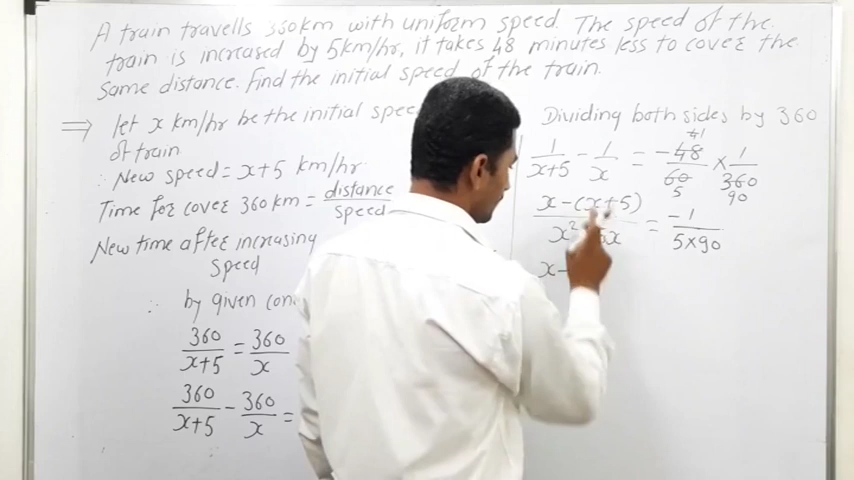 A train travells 360km with uniform speed. The speed of the
train is increased by 5km/hr, it takes 48 minutes less to cover the
same distance. Find the initial speed of the train.
⇒ let x km/hr be the initial
of train
∴ New speed = x+5 km/hr
Time for cover 360km = distance/speed
New time after increasing
speed
∴ by given
360/(x+5) = 360/x
360/(x+5) - 360/x =
Dividing both sides by 360
1/(x+5) - 1/x = -48/60 × 1/360
41
5 90
x-(x+5)/x² 5x = -1/(5×90)
x-